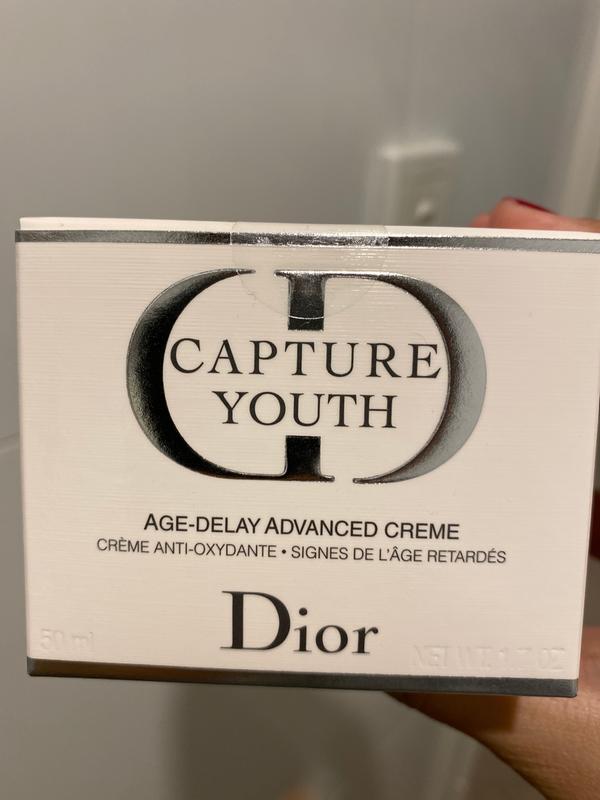 CAPTURE
YOUTH
AGE-DELAY ADVANCED CREME
CRÈME ANTI-OXYDANTE • SIGNES DE L'ÂGE RETARDÉS
Dior
50 ml NET WT. 1.7 OZ